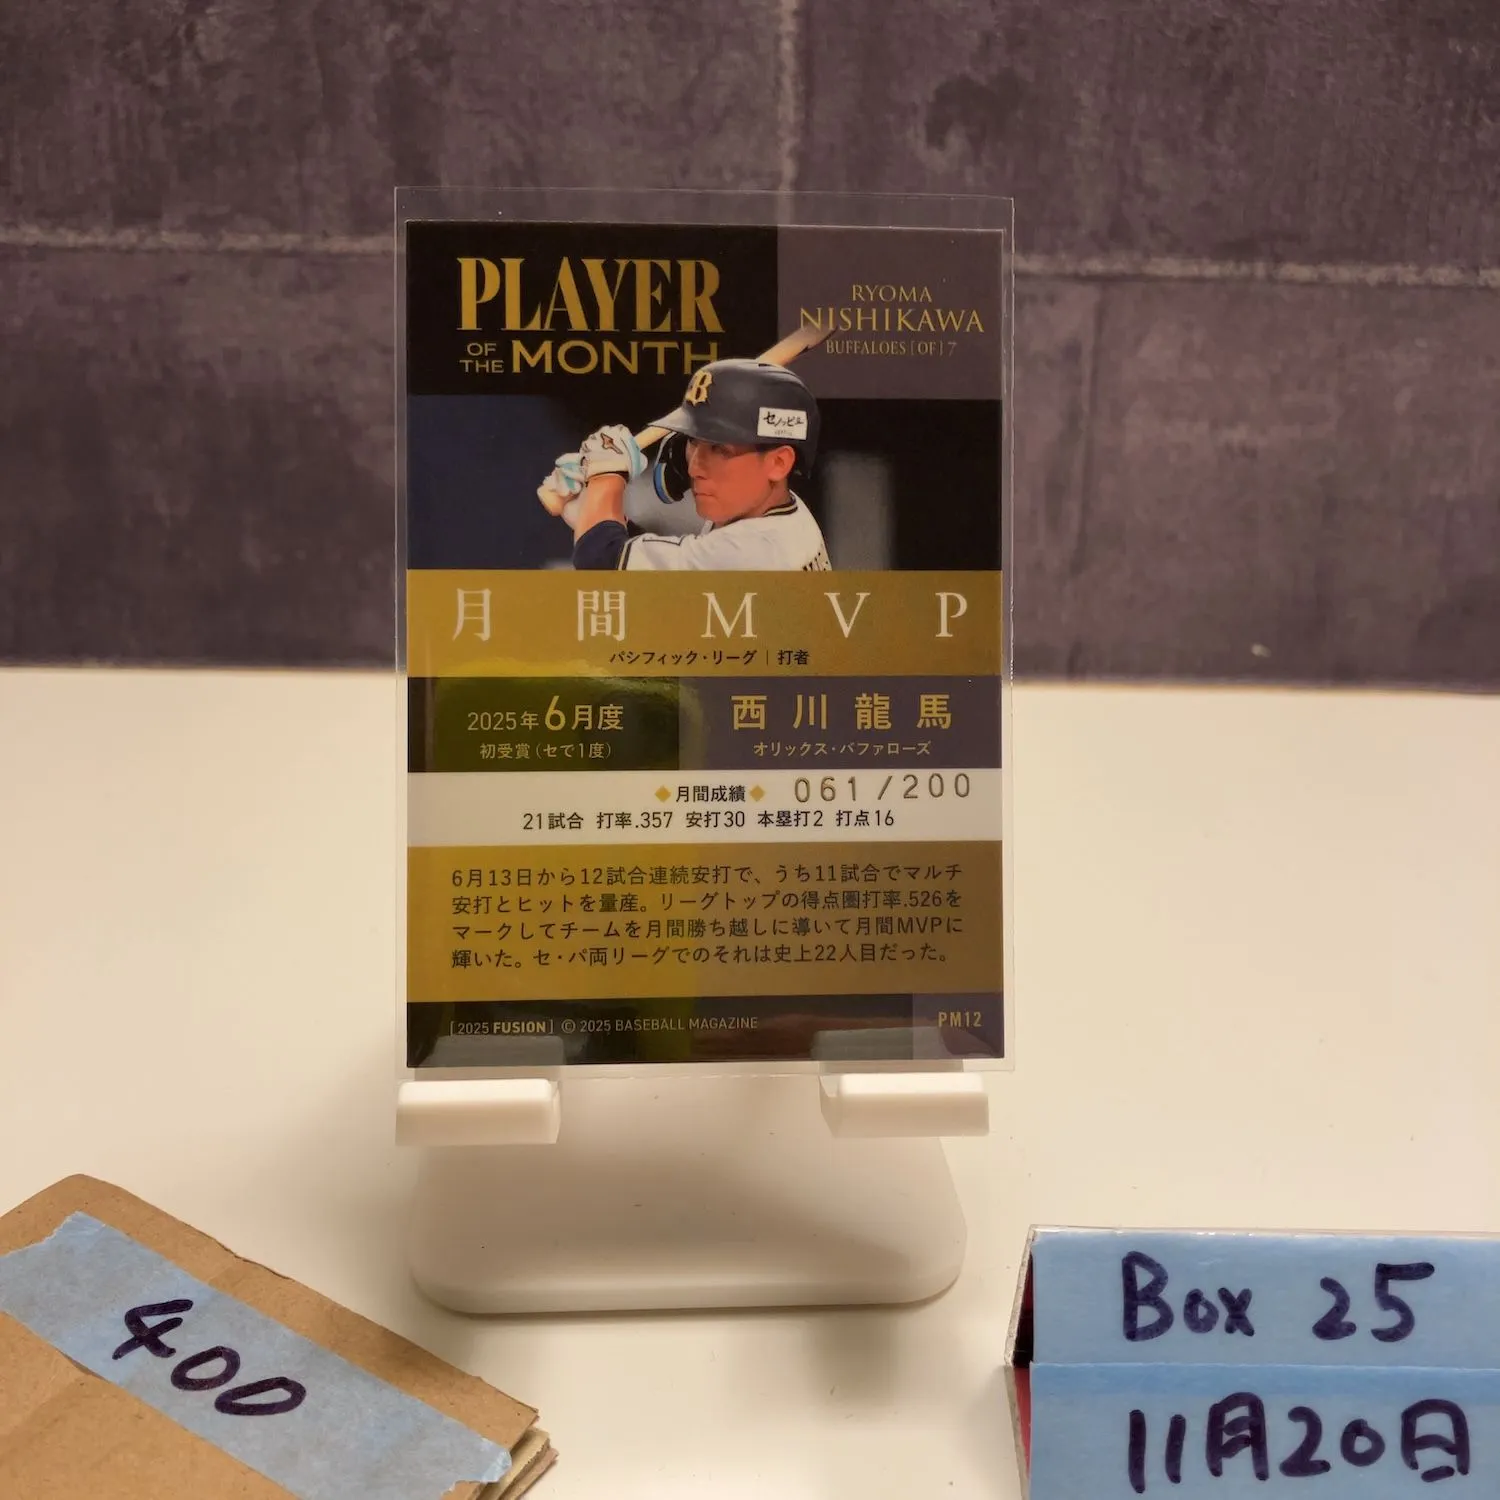 PLAYER
OF THE MONTH
RYOMA
NISHIKAWA
BUFFALOES [OF] 7
B
セノッピー
月間MVP
パシフィック・リーグ｜打者
2025年6月度
初受賞（セで1度）
西川龍馬
オリックス・バファローズ
◆月間成績◆ 061/200
21試合 打率.357 安打30 本塁打2 打点16
6月13日から12試合連続安打で、うち11試合でマルチ
安打とヒットを量産。リーグトップの得点圏打率.526を
マークしてチームを月間勝ち越しに導いて月間MVPに
輝いた。セ・パ両リーグでのそれは史上22人目だった。
[2025 FUSION] © 2025 BASEBALL MAGAZINE
PM12
400
Box 25
11月20日